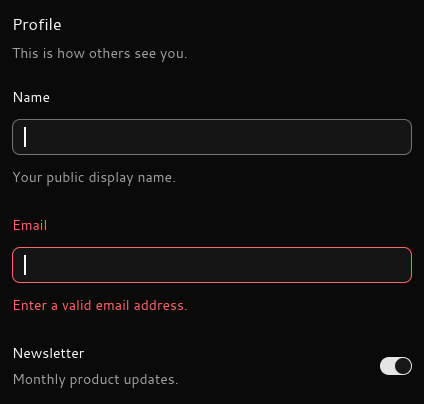 Profile
This is how others see you.
Name
Your public display name.
Email
Enter a valid email address.
Newsletter
Monthly product updates.